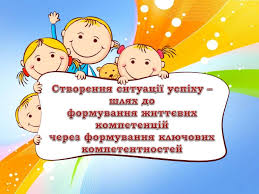 Створення ситуації успіху –
шлях до
формування життєвих
компетенцій
через формування ключових
компетентностей